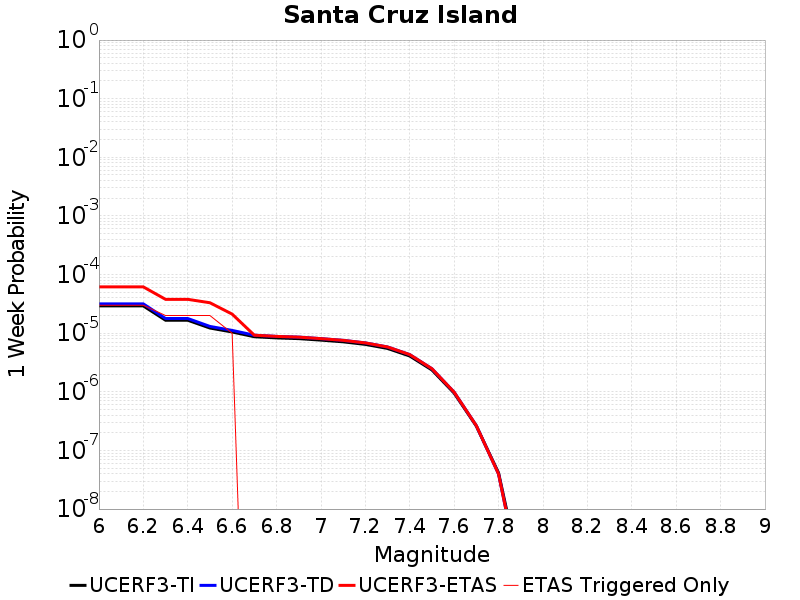 Santa Cruz Island
1 Week Probability
10^0
10^-1
10^-2
10^-3
10^-4
10^-5
10^-6
10^-7
10^-8
6 6.2 6.4 6.6 6.8 7 7.2 7.4 7.6 7.8 8 8.2 8.4 8.6 8.8 9
Magnitude
UCERF3-TI UCERF3-TD UCERF3-ETAS ETAS Triggered Only